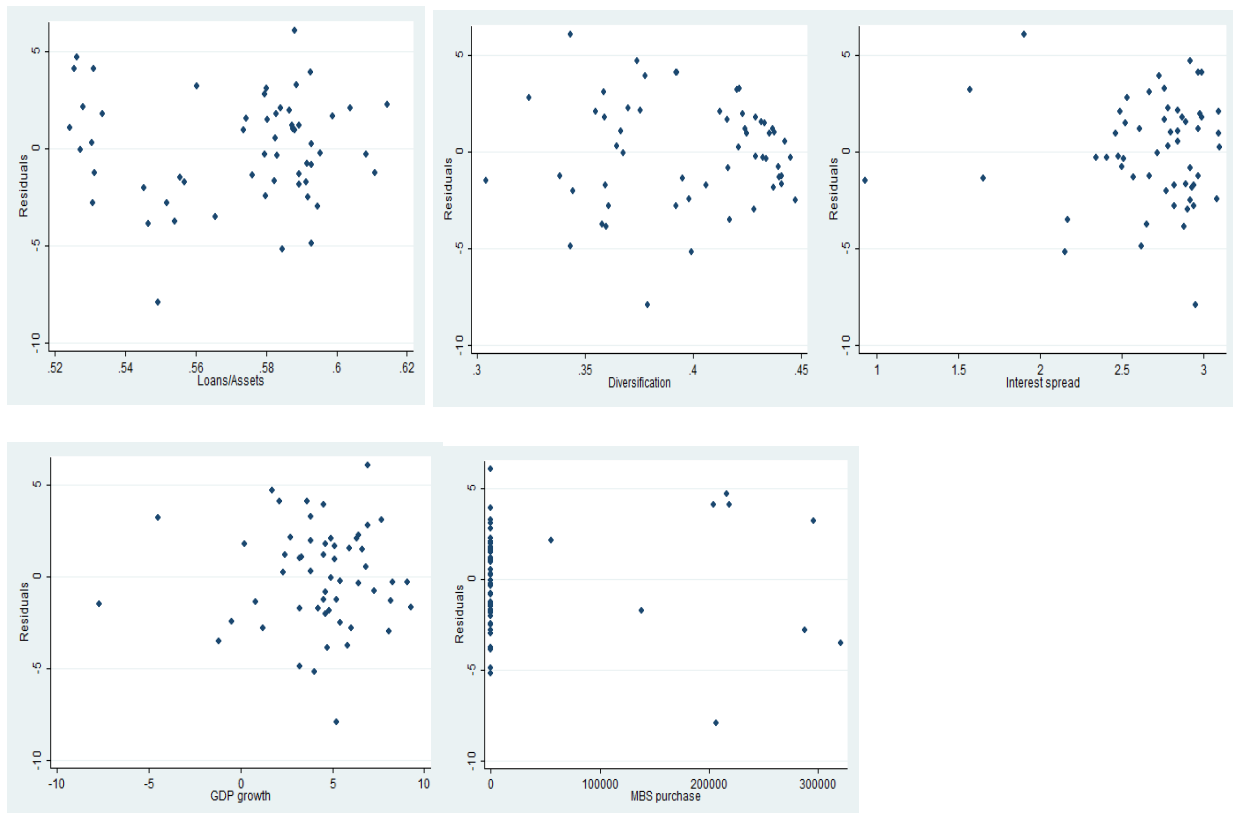 Residuals
5
0
-5
-10
.52 .54 .56 .58 .6 .62
Loans/Assets
Residuals
5
0
-5
-10
.3 .35 .4 .45
Diversification
Residuals
5
0
-5
-10
1 1.5 2 2.5 3
Interest spread
Residuals
5
0
-5
-10
-10 -5 0 5 10
GDP growth
Residuals
5
0
-5
-10
0 100000 200000 300000
MBS purchase